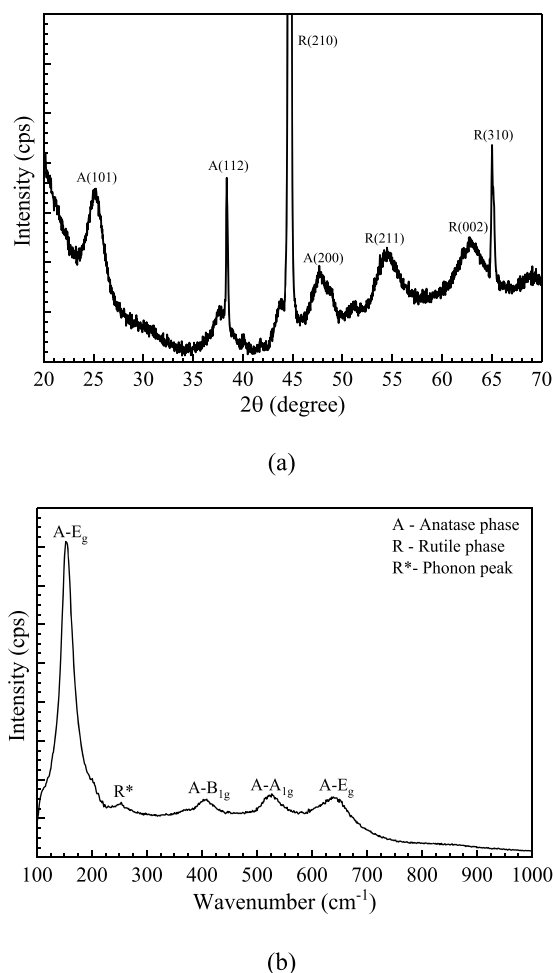 R(210)
R(310)
A(112)
A(101)
R(002)
R(211)
A(200)
Intensity (cps)
20 25 30 35 40 45 50 55 60 65 70
2θ (degree)
(a)
A-Eg
A - Anatase phase
R - Rutile phase
R*- Phonon peak
Intensity (cps)
R* A-B1g A-A1g A-Eg
100 200 300 400 500 600 700 800 900 1000
Wavenumber (cm-1)
(b)